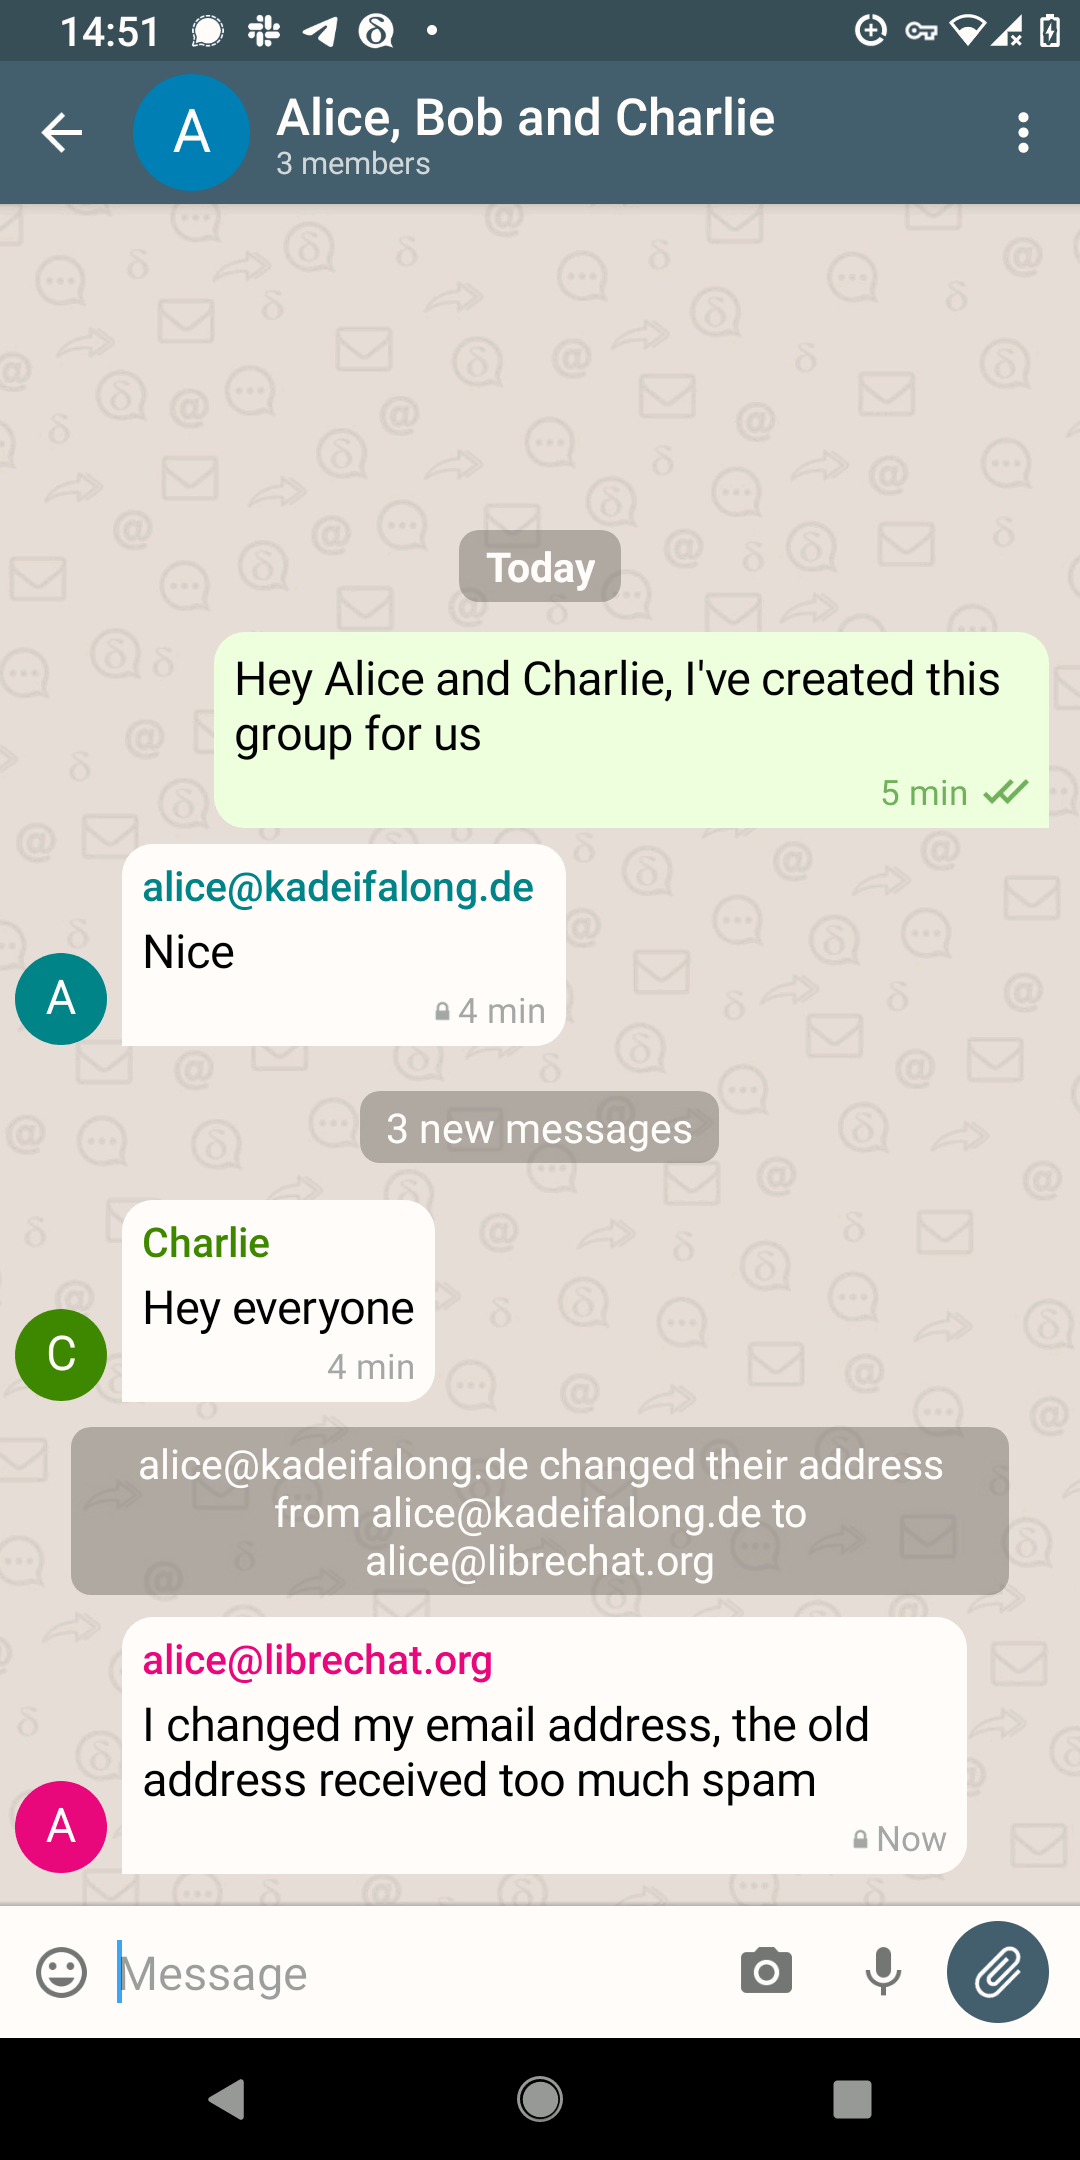 14:51
A
Alice, Bob and Charlie
3 members
Today
Hey Alice and Charlie, I've created this
group for us
5 min
alice@kadeifalong.de
Nice
A
4 min
3 new messages
Charlie
Hey everyone
C
4 min
alice@kadeifalong.de changed their address
from alice@kadeifalong.de to
alice@librechat.org
alice@librechat.org
I changed my email address, the old
address received too much spam
A
Now
Message